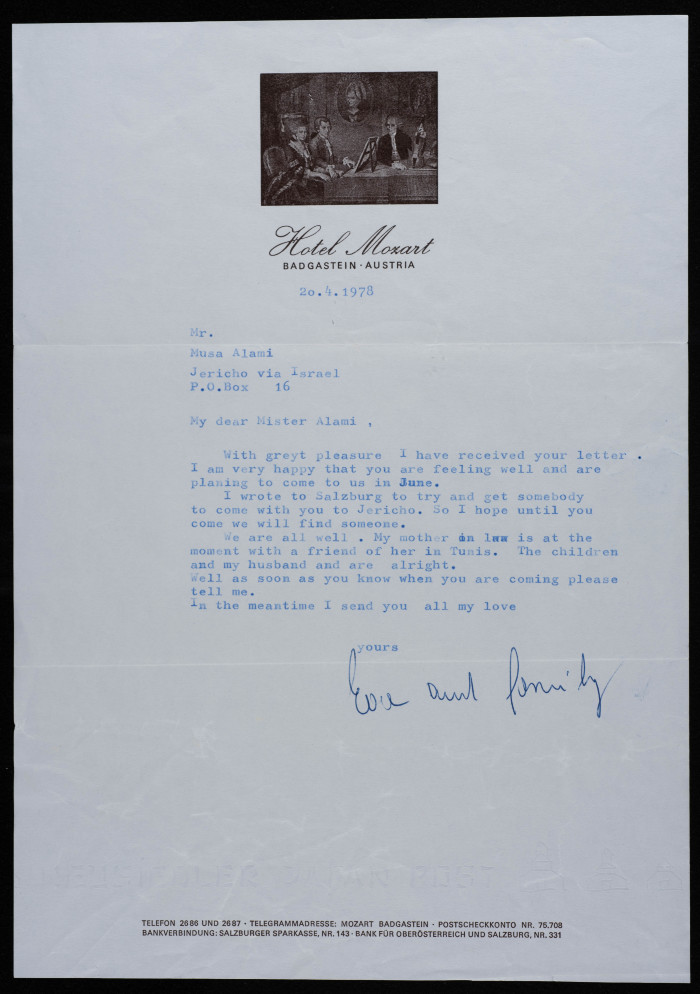 Hotel Mozart
BADGASTEIN · AUSTRIA
2o.4.1978
Mr.
Musa Alami
Jericho via Israel
P.O.Box 16
My dear Mister Alami ,
With greyt pleasure I have received your letter .
I am very happy that you are feeling well and are
planing to come to us in June.
I wrote to Salzburg to try and get somebody
to come with you to Jericho. So I hope until you
come we will find someone.
We are all well . My mother in law is at the
moment with a friend of her in Tunis. The children
and my husband and are alright.
Well as soon as you know when you are coming please
tell me.
In the meantime I send you all my love
yours
Eva and family
TELEFON 2686 UND 2687 · TELEGRAMMADRESSE: MOZART BADGASTEIN · POSTSCHECKKONTO NR. 75.708
BANKVERBINDUNG: SALZBURGER SPARKASSE, NR. 143 · BANK FÜR OBERÖSTERREICH UND SALZBURG, NR. 331